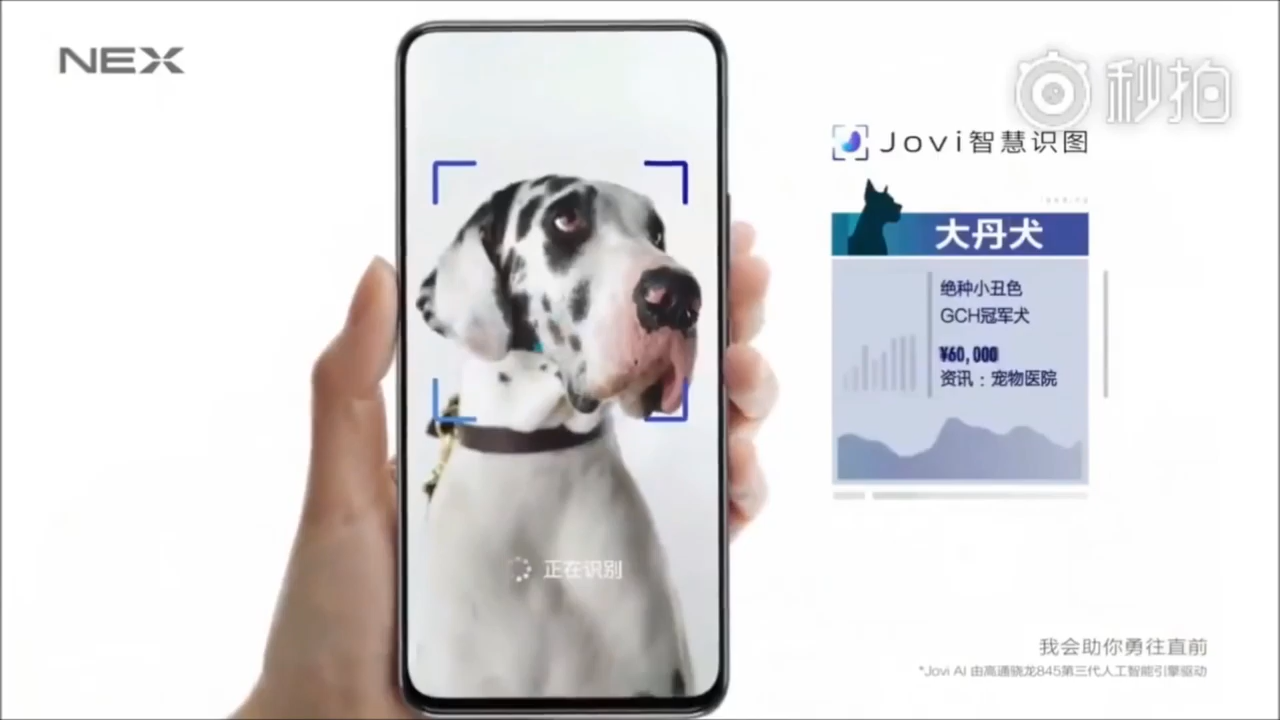 NEX
秒拍
Jovi智慧识图
大丹犬
绝种小丑色
GCH冠军犬
¥60,000
资讯：宠物医院
正在识别
我会助你勇往直前
*Jovi AI 由高通骁龙845第三代人工智能引擎驱动